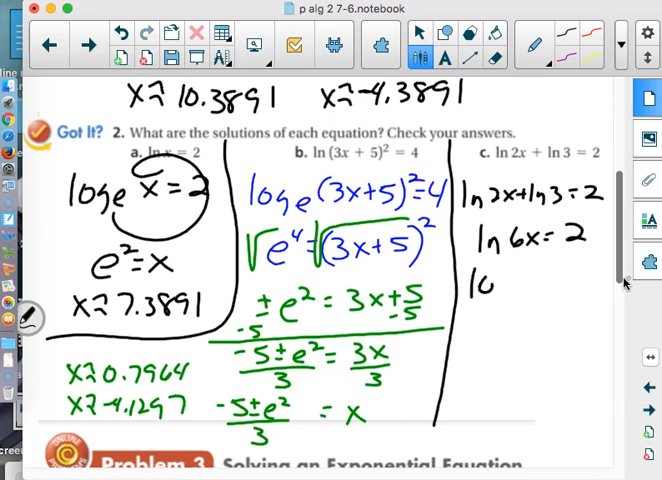 p alg 2 7-6.notebook
x≈10.3891 x≈-4.3891
Got It? 2. What are the solutions of each equation? Check your answers.
a. ln x = 2
b. ln (3x + 5)² = 4
c. ln 2x + ln 3 = 2
logₑ x = 2
e² = x
x≈7.3891
x≈0.7964
x≈-4.1297
logₑ (3x+5)² = 4
√e⁴ = √(3x+5)²
± e² = 3x+5
-5 -5
-5±e² = 3x
3 3
-5±e² = x
3
ln 2x + ln 3 = 2
ln 6x = 2
lo
ONLINE
PROBLEMS
Problem 3 Solving an Exponential Equation